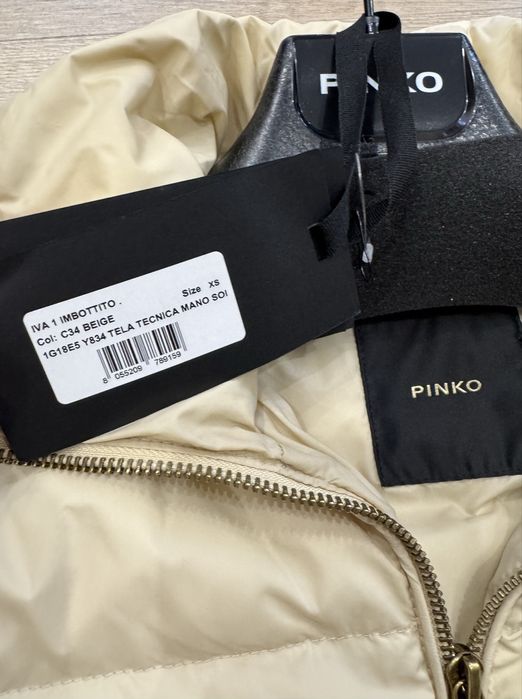 PINKO
IVA 1 IMBOTTITO . Size XS
Col: C34 BEIGE
1G18E5 Y834 TELA TECNICA MANO SOI
8 055209 789159
PINKO